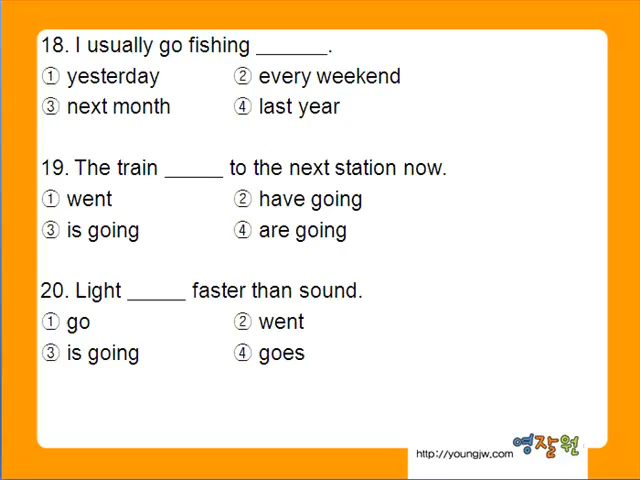 18. I usually go fishing ______.
① yesterday ② every weekend
③ next month ④ last year
19. The train _____ to the next station now.
① went ② have going
③ is going ④ are going
20. Light _____ faster than sound.
① go ② went
③ is going ④ goes
http://youngjw.com 영잘원